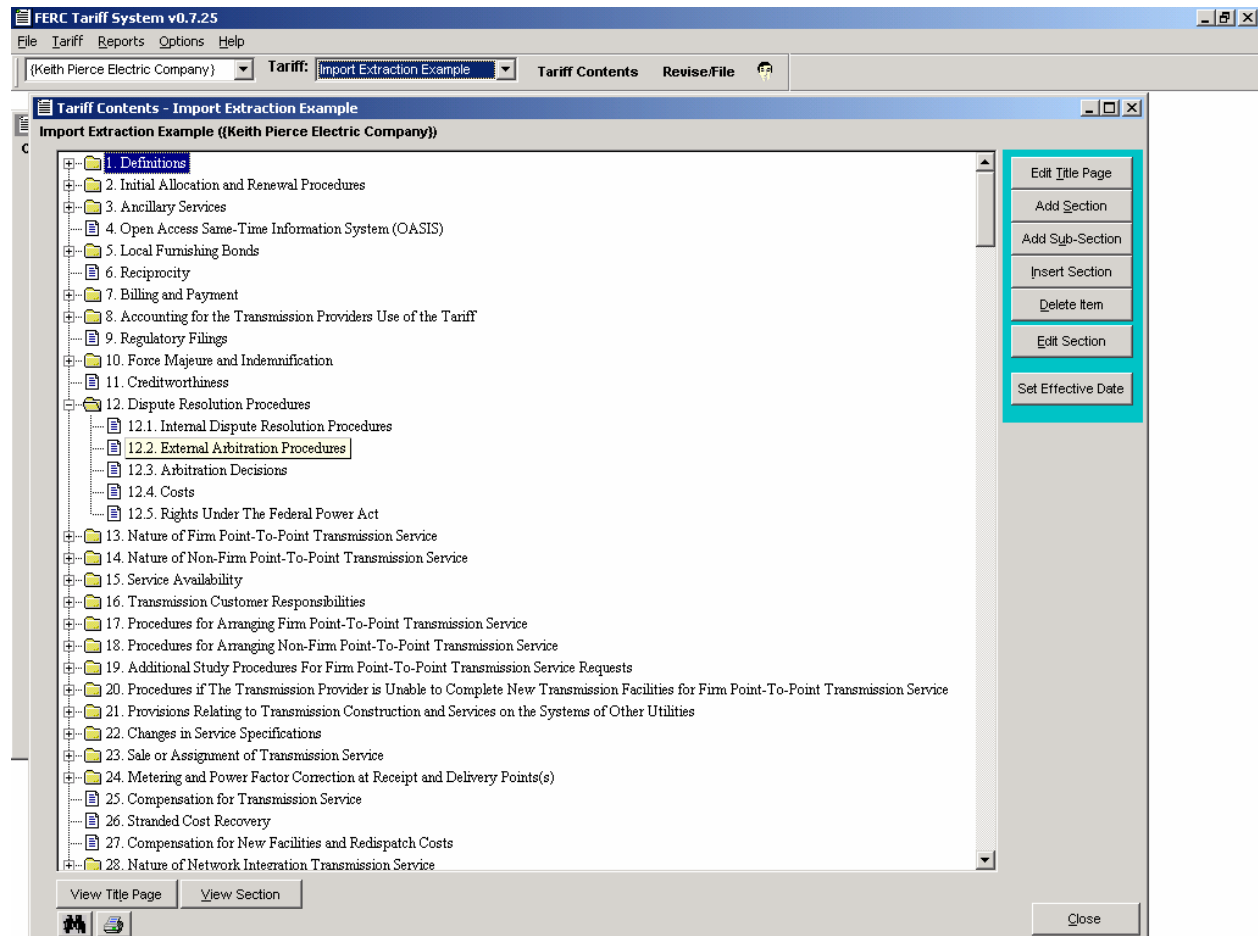 FERC Tariff System v0.7.25
File Tariff Reports Options Help
{Keith Pierce Electric Company} Tariff: Import Extraction Example Tariff Contents Revise/File
Tariff Contents - Import Extraction Example
Import Extraction Example ({Keith Pierce Electric Company})
1. Definitions
2. Initial Allocation and Renewal Procedures
3. Ancillary Services
4. Open Access Same-Time Information System (OASIS)
5. Local Furnishing Bonds
6. Reciprocity
7. Billing and Payment
8. Accounting for the Transmission Providers Use of the Tariff
9. Regulatory Filings
10. Force Majeure and Indemnification
11. Creditworthiness
12. Dispute Resolution Procedures
12.1. Internal Dispute Resolution Procedures
12.2. External Arbitration Procedures
12.3. Arbitration Decisions
12.4. Costs
12.5. Rights Under The Federal Power Act
13. Nature of Firm Point-To-Point Transmission Service
14. Nature of Non-Firm Point-To-Point Transmission Service
15. Service Availability
16. Transmission Customer Responsibilities
17. Procedures for Arranging Firm Point-To-Point Transmission Service
18. Procedures for Arranging Non-Firm Point-To-Point Transmission Service
19. Additional Study Procedures For Firm Point-To-Point Transmission Service Requests
20. Procedures if The Transmission Provider is Unable to Complete New Transmission Facilities for Firm Point-To-Point Transmission Service
21. Provisions Relating to Transmission Construction and Services on the Systems of Other Utilities
22. Changes in Service Specifications
23. Sale or Assignment of Transmission Service
24. Metering and Power Factor Correction at Receipt and Delivery Points(s)
25. Compensation for Transmission Service
26. Stranded Cost Recovery
27. Compensation for New Facilities and Redispatch Costs
28. Nature of Network Integration Transmission Service
Edit Title Page
Add Section
Add Sub-Section
Insert Section
Delete Item
Edit Section
Set Effective Date
View Title Page View Section
Close